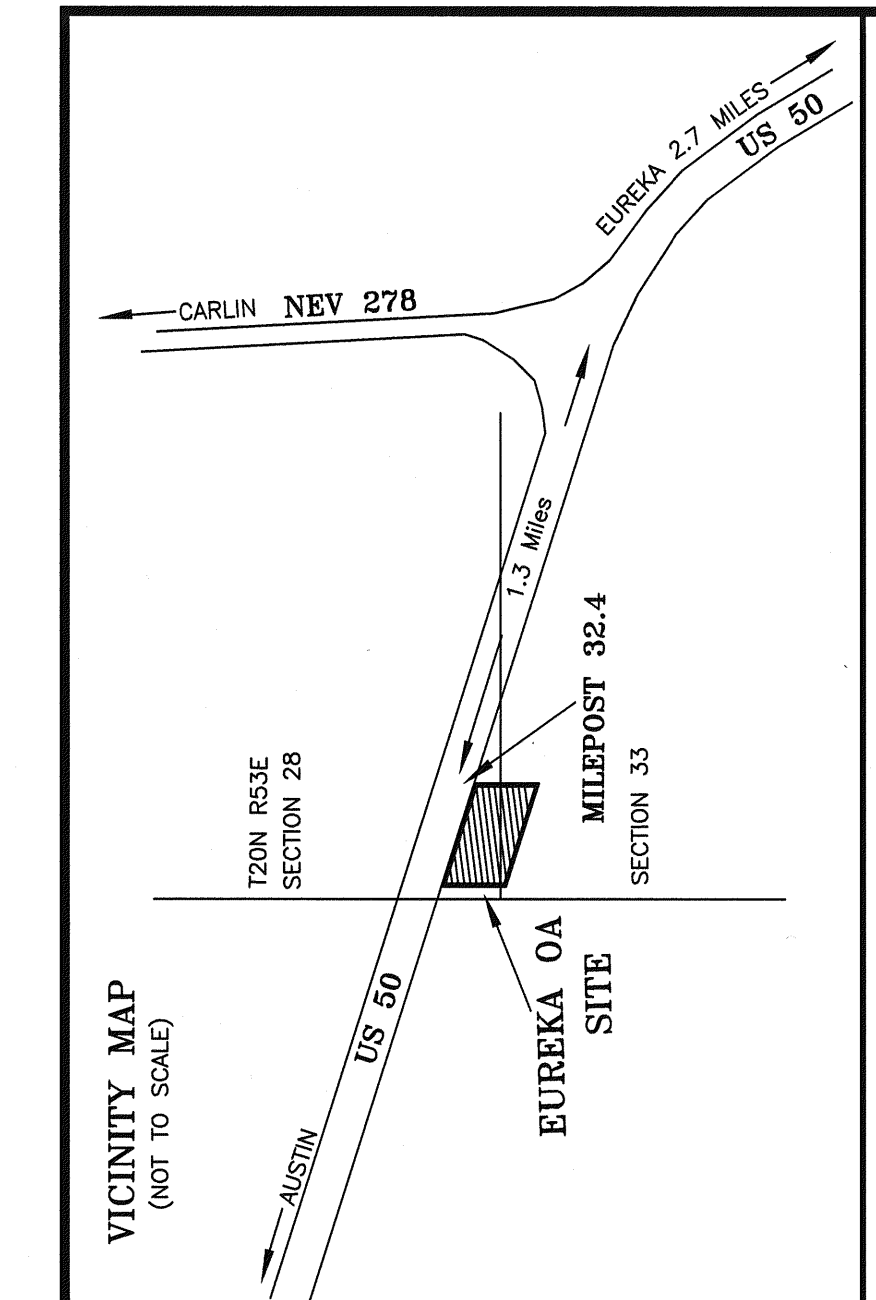 VICINITY MAP
(NOT TO SCALE)
AUSTIN
US 50
T20N R53E
SECTION 28
CARLIN NEV 278
EUREKA 2.7 MILES
US 50
1.3 Miles
MILEPOST 32.4
SECTION 33
EUREKA OA
SITE